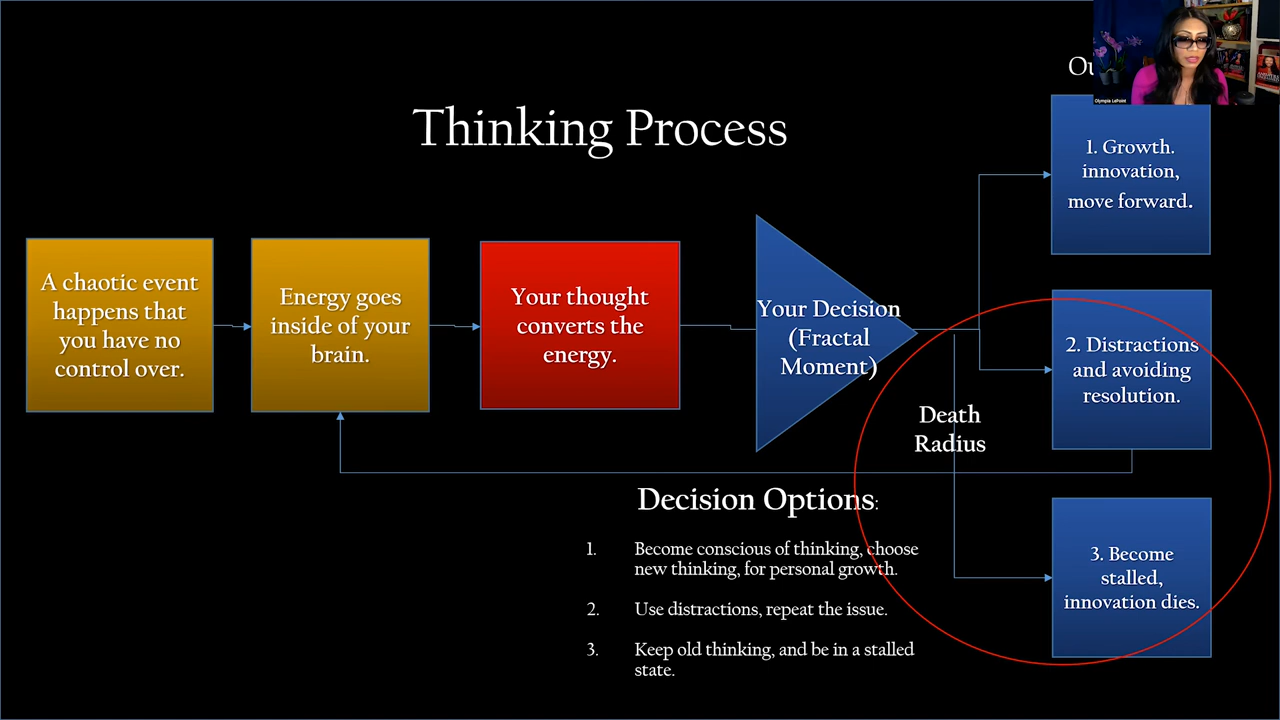 Thinking Process
A chaotic event
happens that
you have no
control over.
Energy goes
inside of your
brain.
Your thought
converts the
energy.
Your Decision
(Fractal
Moment)
1. Growth.
innovation,
move forward.
2. Distractions
and avoiding
resolution.
3. Become
stalled,
innovation dies.
Death
Radius
Decision Options:
1. Become conscious of thinking, choose
new thinking, for personal growth.
2. Use distractions, repeat the issue.
3. Keep old thinking, and be in a stalled
state.
Olympia LePoint